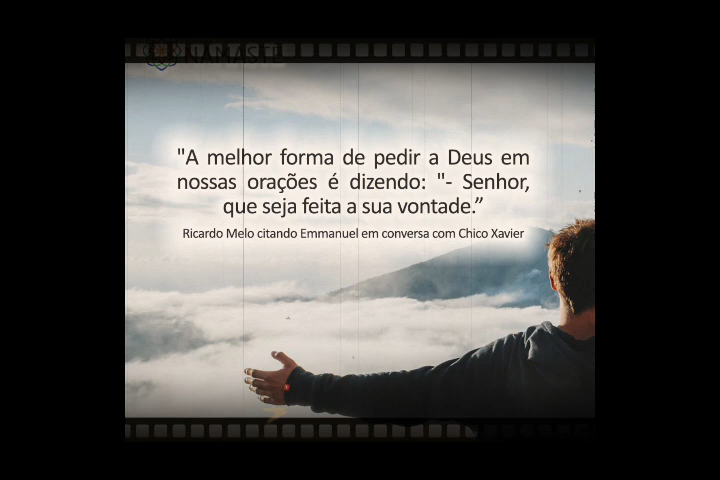 NAMASTE
"A melhor forma de pedir a Deus em
nossas orações é dizendo: "- Senhor,
que seja feita a sua vontade.”
Ricardo Melo citando Emmanuel em conversa com Chico Xavier